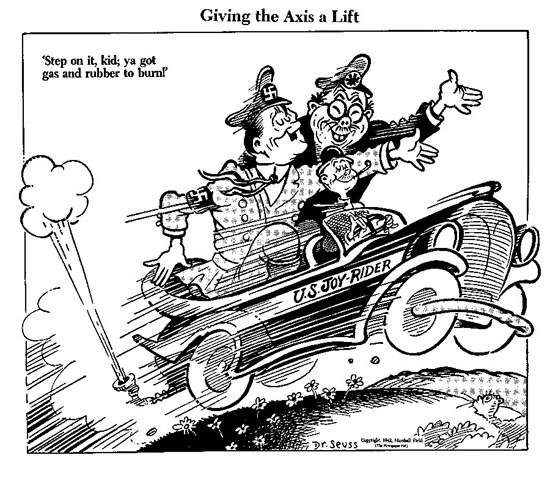 Giving the Axis a Lift
'Step on it, kid; ya got
gas and rubber to burn!'
U.S. JOY-RIDER
Dr. Seuss
Copyright, 1942, Marshall Field
(The Newspaper PM)